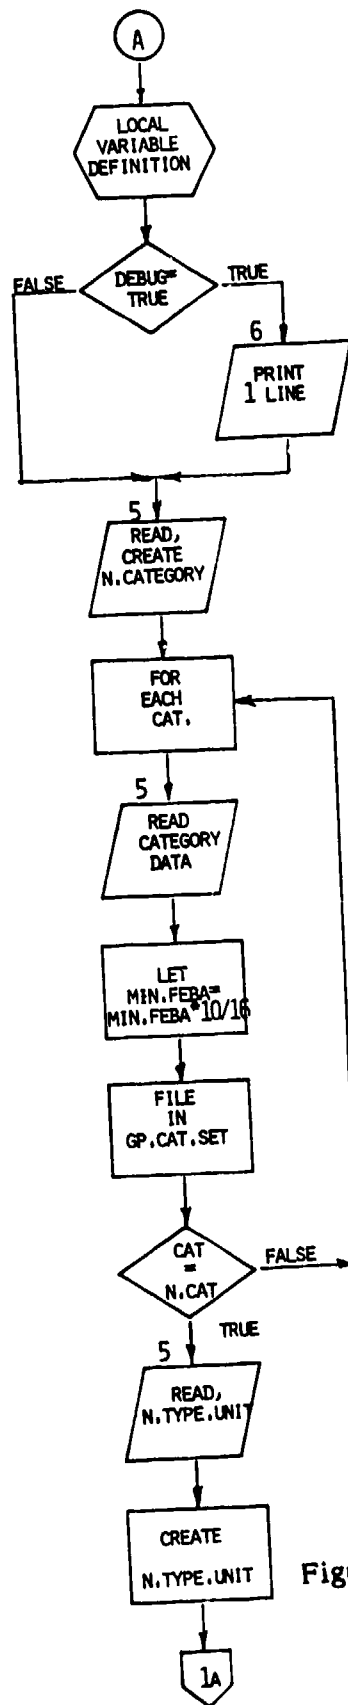 A
LOCAL
VARIABLE
DEFINITION
DEBUG=
TRUE
FALSE
TRUE
6
PRINT
1 LINE
5
READ,
CREATE
N.CATEGORY
FOR
EACH
CAT.
5
READ
CATEGORY
DATA
LET
MIN.FEBA=
MIN.FEBA*10/16
FILE
IN
GP.CAT.SET
CAT
=
N.CAT
FALSE
TRUE
5
READ,
N.TYPE.UNIT
CREATE
N.TYPE.UNIT
Figu
1A